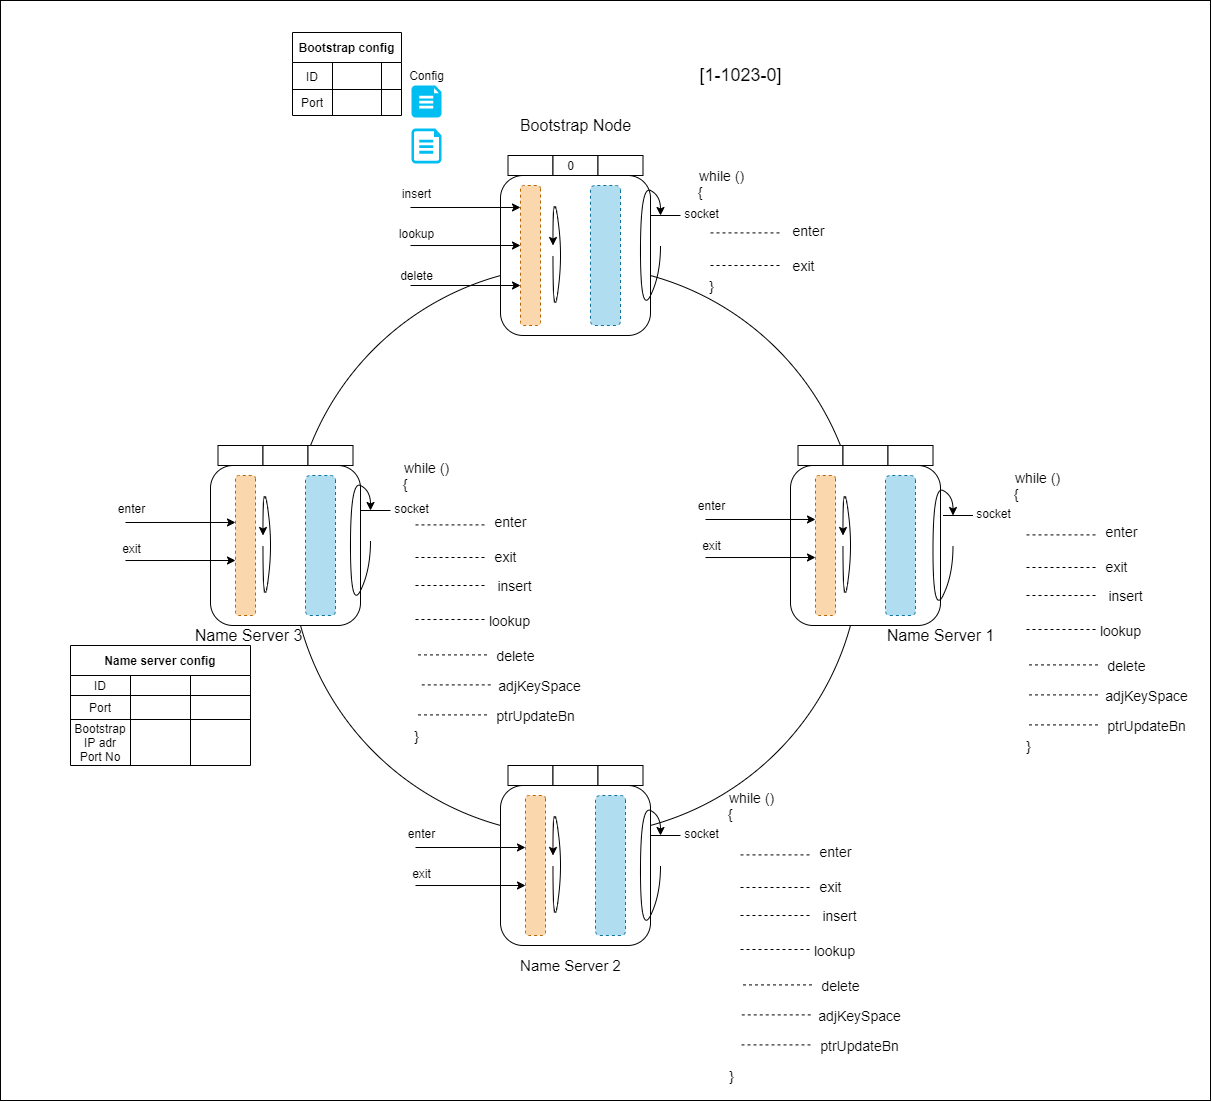 Bootstrap config
ID
Port
Config
[1-1023-0]
Bootstrap Node
0
insert
lookup
delete
while ()
{
socket
enter
exit
}
enter
exit
while ()
{
socket
enter
exit
insert
lookup
delete
adjKeySpace
ptrUpdateBn
}
Name Server 3
enter
exit
while ()
{
socket
enter
exit
insert
lookup
delete
adjKeySpace
ptrUpdateBn
}
Name Server 1
Name server config
ID
Port
Bootstrap
IP adr
Port No
enter
exit
while ()
{
socket
enter
exit
insert
lookup
delete
adjKeySpace
ptrUpdateBn
}
Name Server 2